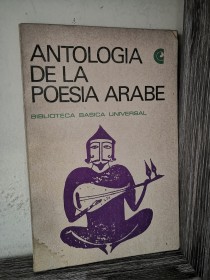 ANTOLOGIA
DE LA
POESIA ARABE
BIBLIOTECA BASICA UNIVERSAL